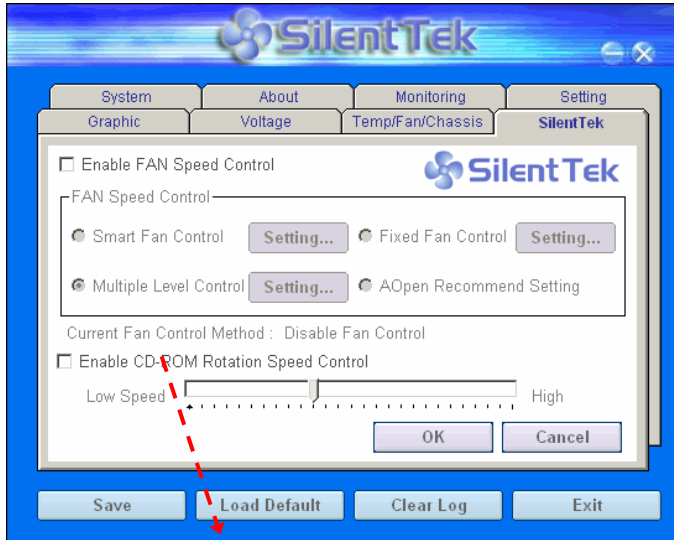 SilentTek
System About Monitoring Setting
Graphic Voltage Temp/Fan/Chassis SilentTek
Enable FAN Speed Control
SilentTek
FAN Speed Control
Smart Fan Control Setting... Fixed Fan Control Setting...
Multiple Level Control Setting... AOpen Recommend Setting
Current Fan Control Method : Disable Fan Control
Enable CD-ROM Rotation Speed Control
Low Speed High
OK Cancel
Save Load Default Clear Log Exit